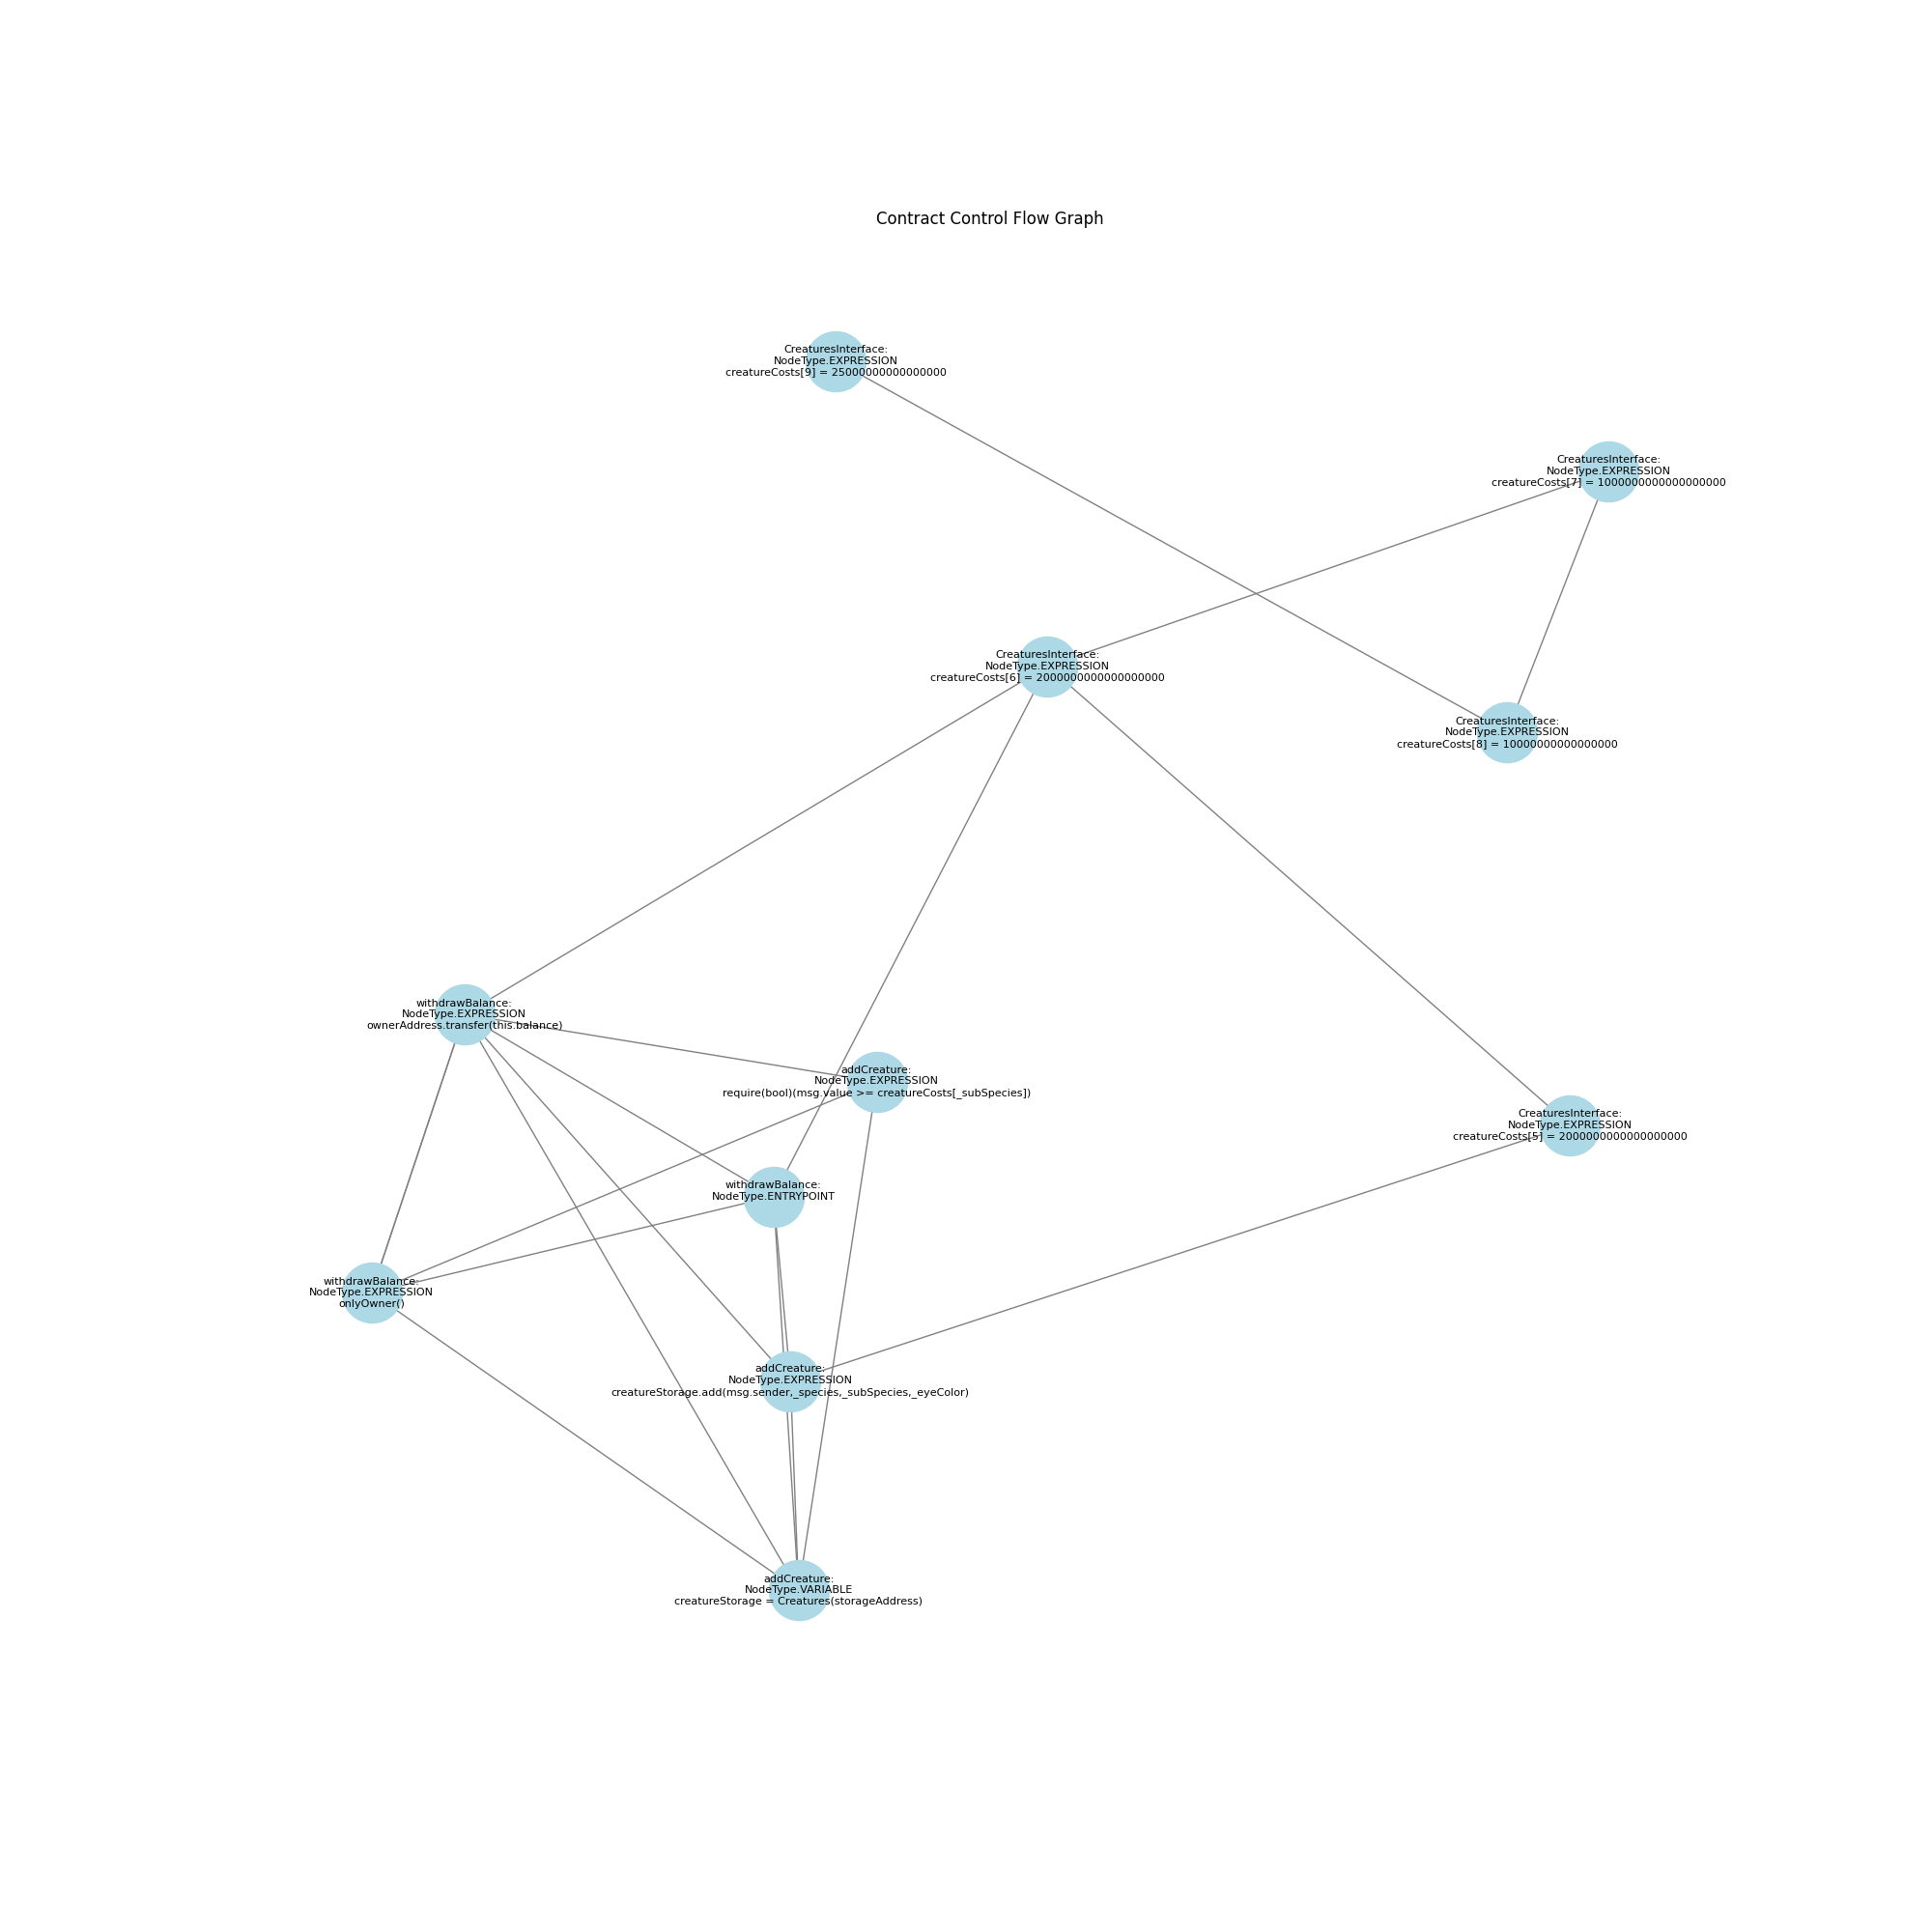 Contract Control Flow Graph
CreaturesInterface:
NodeType.EXPRESSION
creatureCosts[9] = 25000000000000000
CreaturesInterface:
NodeType.EXPRESSION
creatureCosts[7] = 1000000000000000000
CreaturesInterface:
NodeType.EXPRESSION
creatureCosts[6] = 2000000000000000000
CreaturesInterface:
NodeType.EXPRESSION
creatureCosts[8] = 10000000000000000
withdrawBalance:
NodeType.EXPRESSION
ownerAddress.transfer(this.balance)
addCreature:
NodeType.EXPRESSION
require(bool)(msg.value >= creatureCosts[_subSpecies])
CreaturesInterface:
NodeType.EXPRESSION
creatureCosts[5] = 2000000000000000000
withdrawBalance:
NodeType.ENTRYPOINT
withdrawBalance:
NodeType.EXPRESSION
onlyOwner()
addCreature:
NodeType.EXPRESSION
creatureStorage.add(msg.sender,_species,_subSpecies,_eyeColor)
addCreature:
NodeType.VARIABLE
creatureStorage = Creatures(storageAddress)